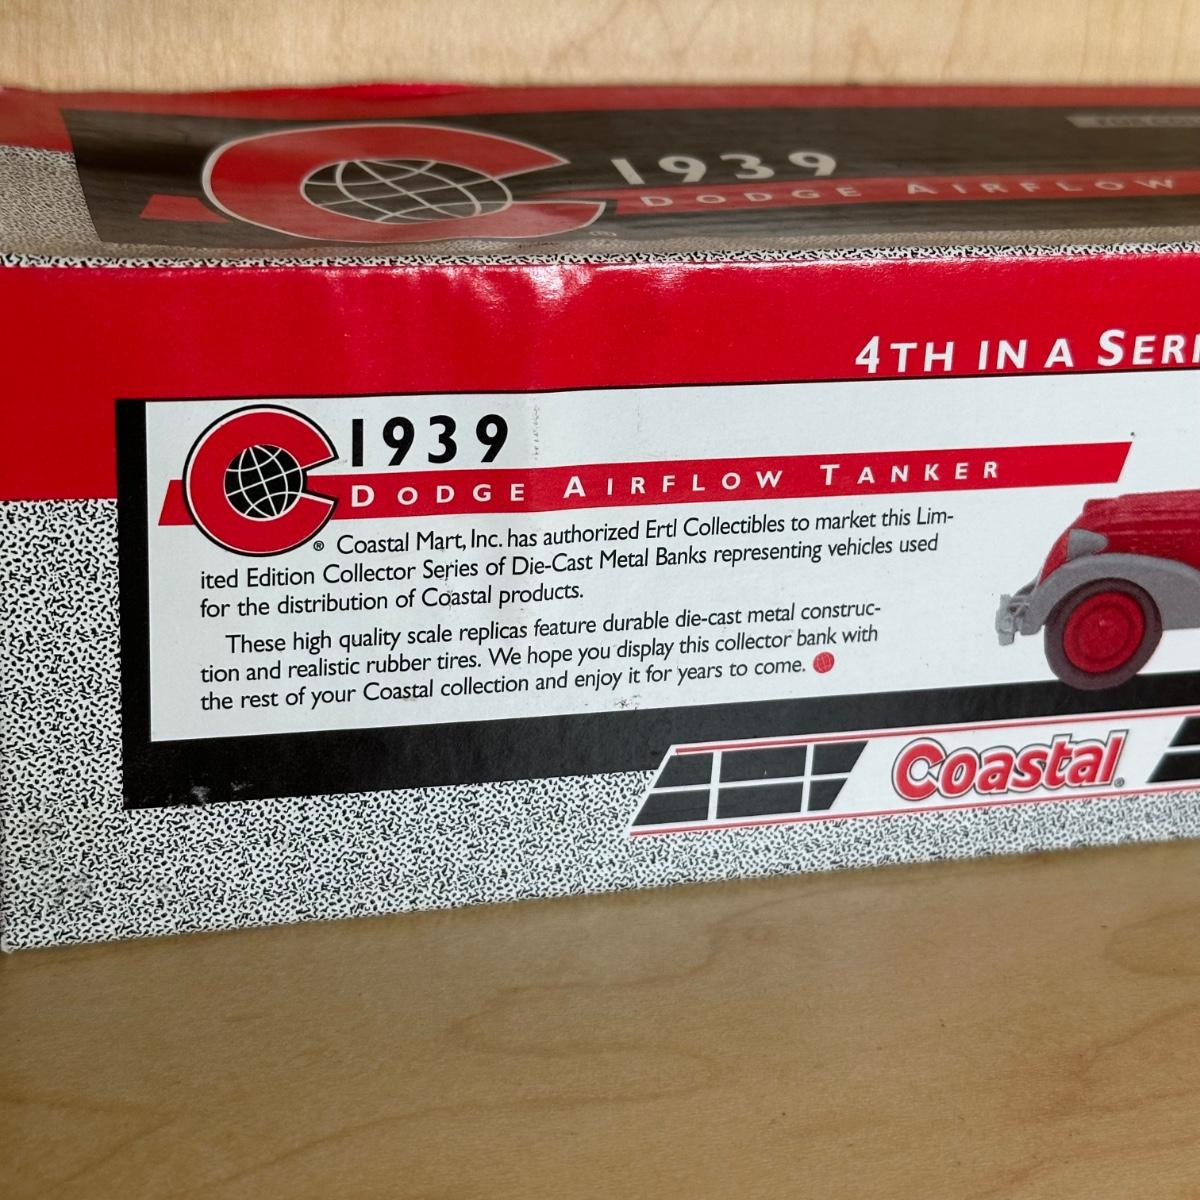 1939
DODGE AIRFLOW
4TH IN A SERI
1939
DODGE AIRFLOW TANKER
® Coastal Mart, Inc. has authorized Ertl Collectibles to market this Lim-
ited Edition Collector Series of Die-Cast Metal Banks representing vehicles used
for the distribution of Coastal products.
These high quality scale replicas feature durable die-cast metal construc-
tion and realistic rubber tires. We hope you display this collector bank with
the rest of your Coastal collection and enjoy it for years to come.
Coastal®